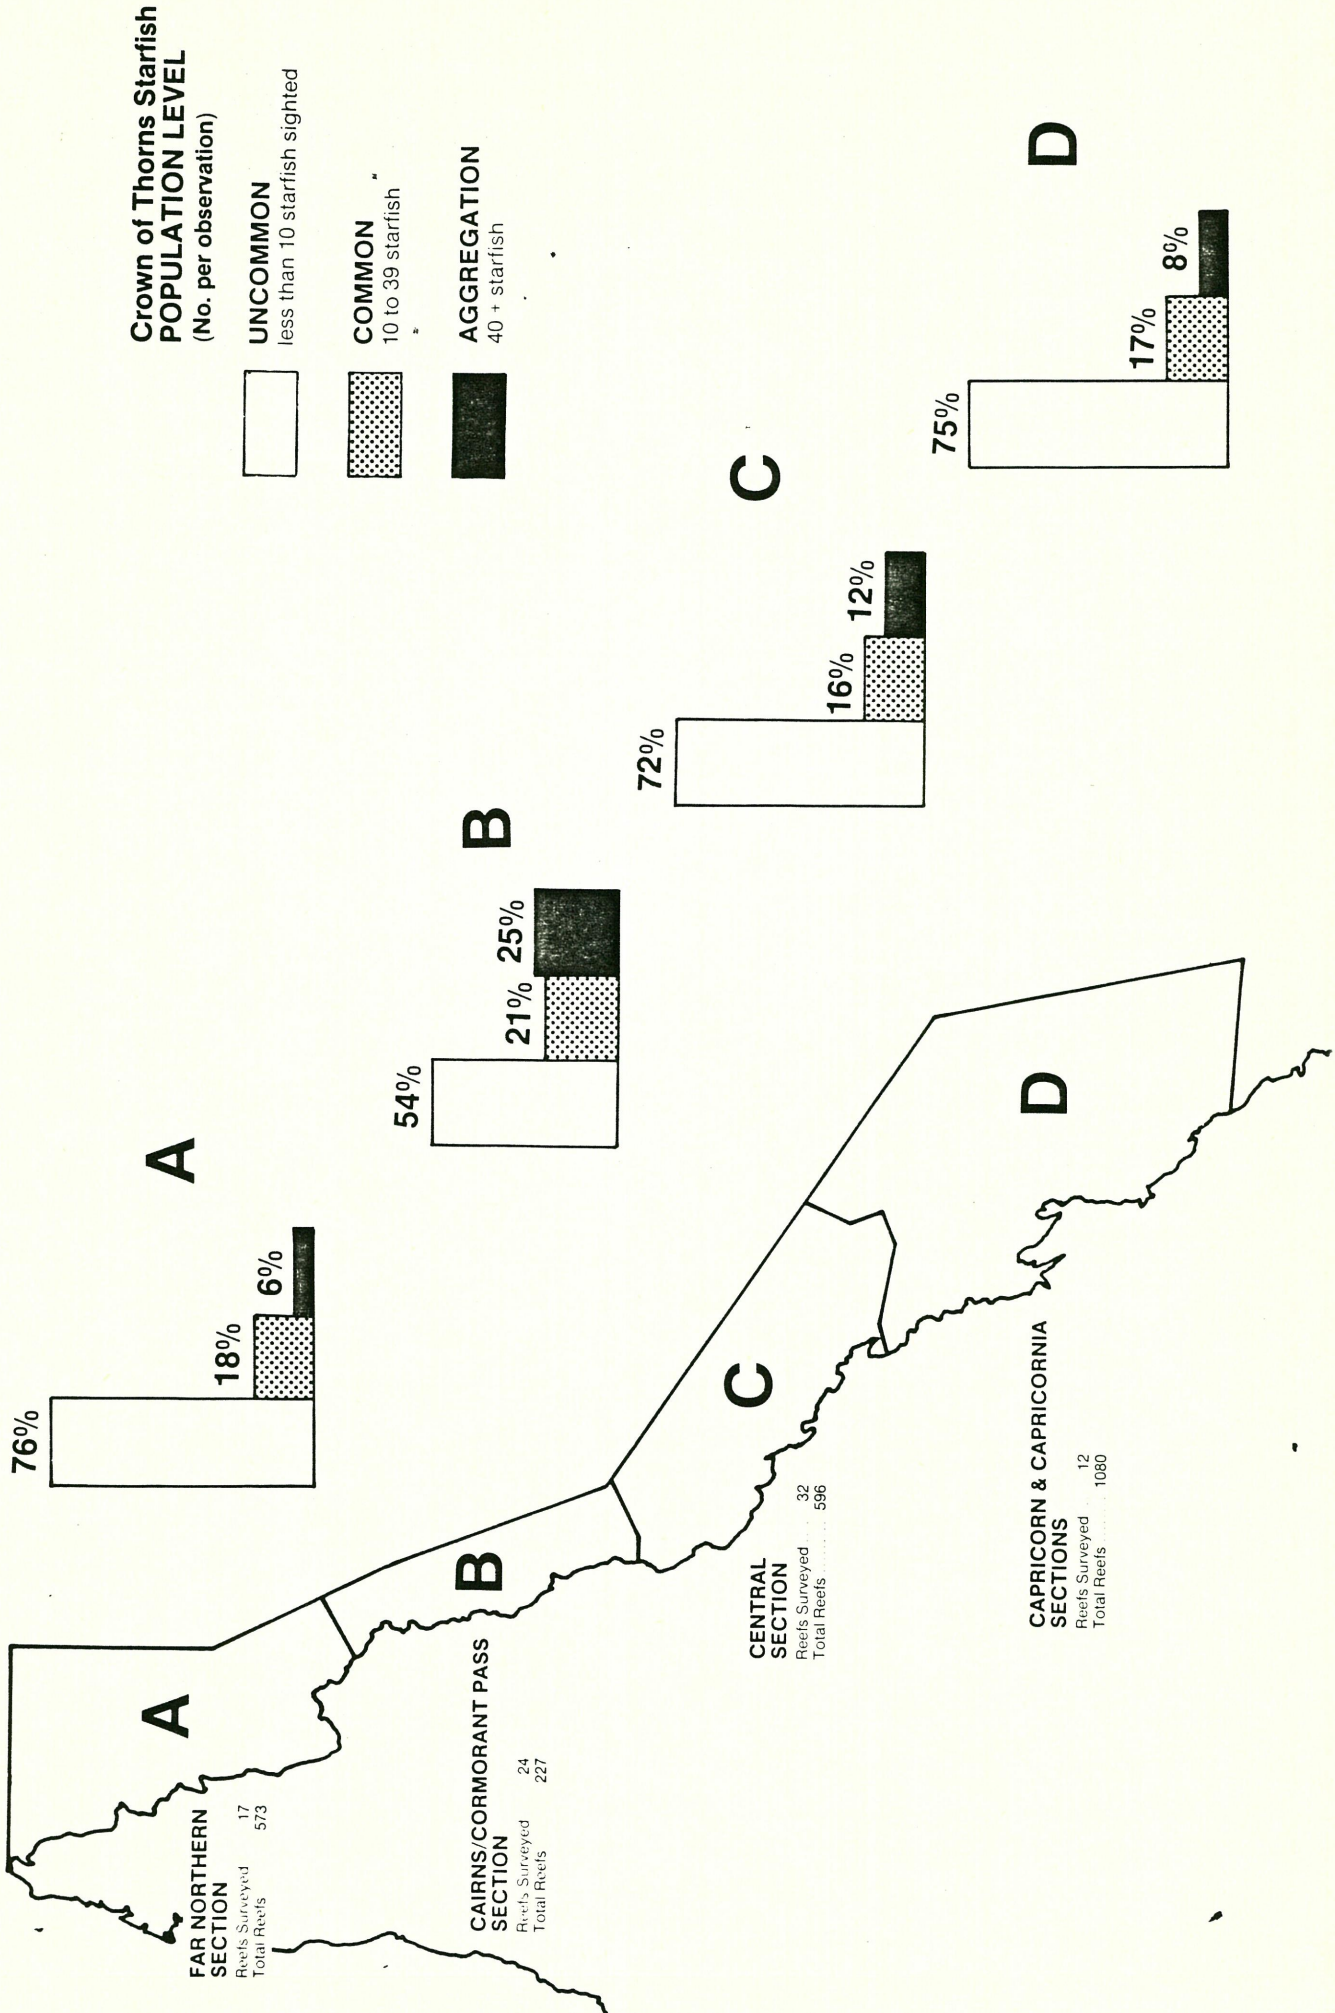 Crown of Thorns Starfish
POPULATION LEVEL
(No. per observation)
UNCOMMON
less than 10 starfish sighted
COMMON
10 to 39 starfish "
"
AGGREGATION
40 + starfish
A
76%
18%
6%
B
54%
21%
25%
C
72%
16%
12%
D
75%
17%
8%
A
B
C
D
FAR NORTHERN
SECTION
Reefs Surveyed 17
Total Reefs 573
CAIRNS/CORMORANT PASS
SECTION
Reefs Surveyed 24
Total Reefs 227
CENTRAL
SECTION
Reefs Surveyed ... 32
Total Reefs ........ 596
CAPRICORN & CAPRICORNIA
SECTIONS
Reefs Surveyed . 12
Total Reefs ...... 1080